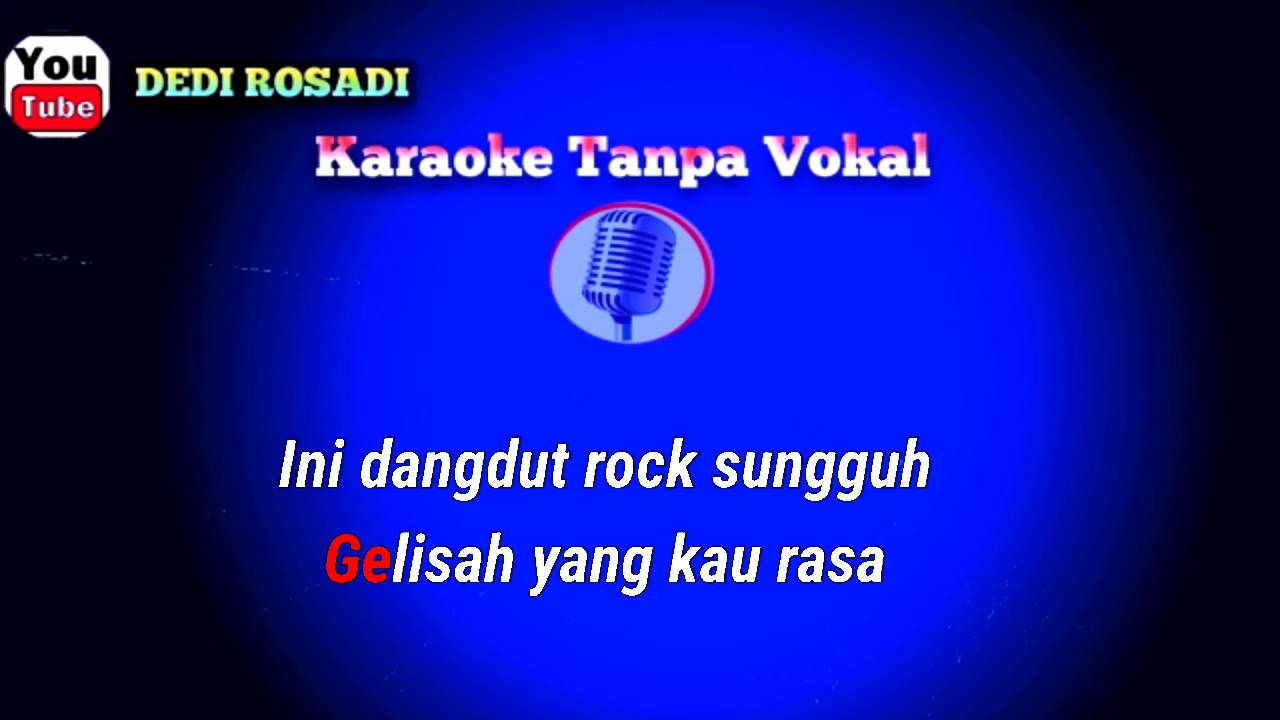 You
Tube
DEDI ROSADI
Karaoke Tanpa Vokal
Ini dangdut rock sungguh
Gelisah yang kau rasa